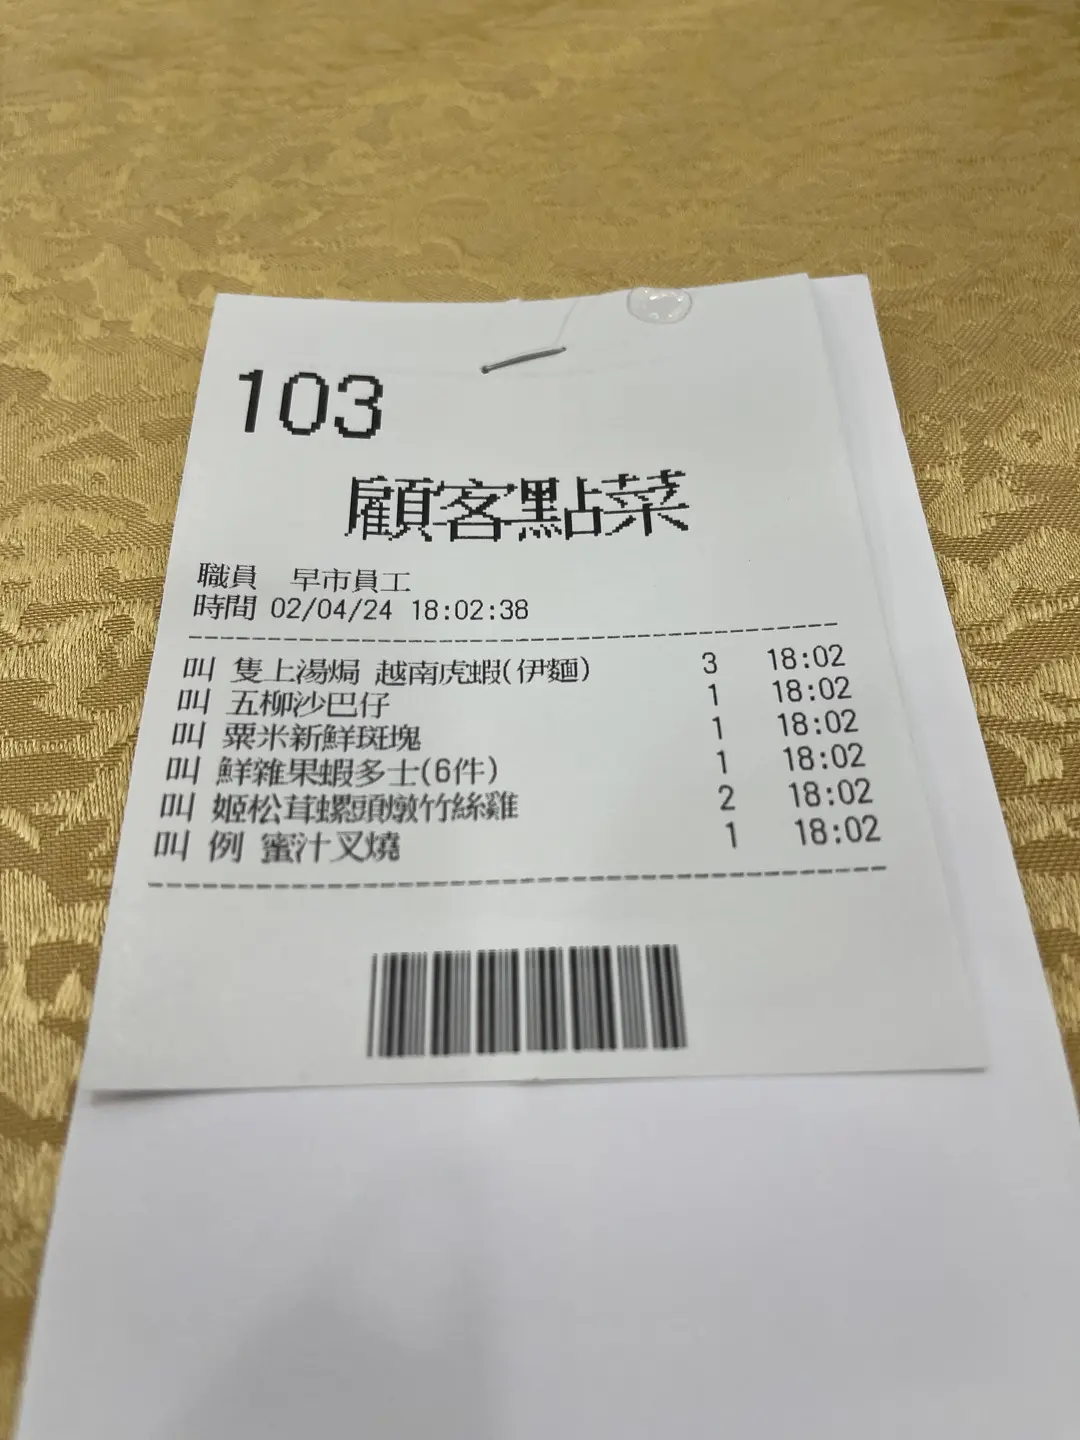 103
顧客點菜
職員 早市員工
時間 02/04/24 18:02:38
叫 隻上湯焗 越南虎蝦(伊麵) 3 18:02
叫 五柳沙巴仔 1 18:02
叫 粟米新鮮斑塊 1 18:02
叫 鮮雜果蝦多士(6件) 1 18:02
叫 姬松茸螺頭燉竹絲雞 2 18:02
叫 例 蜜汁叉燒 1 18:02